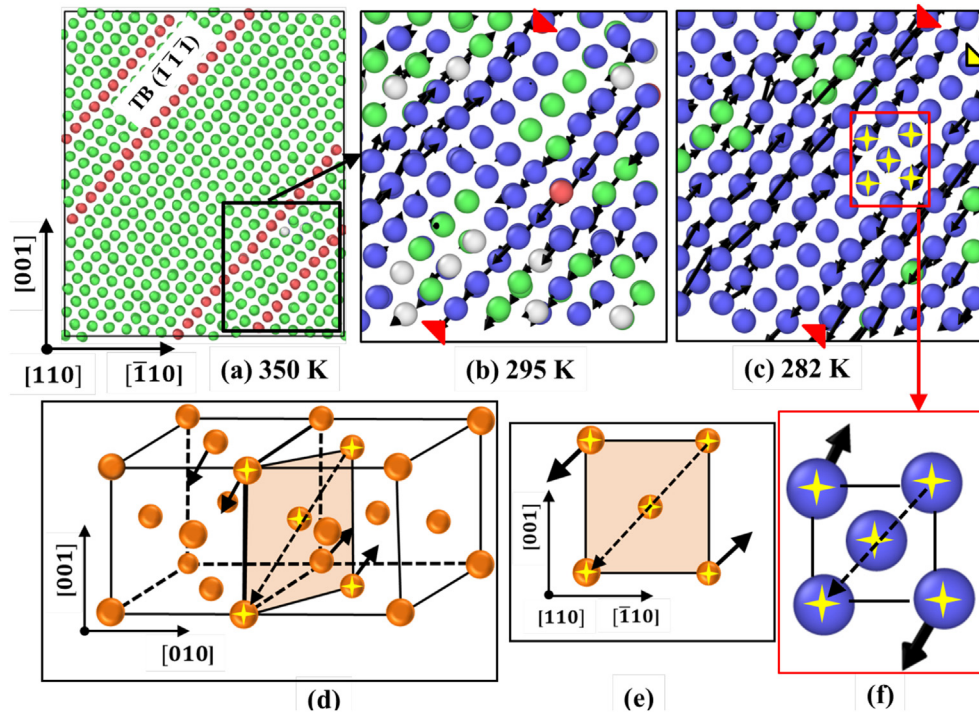 TB (1̄ 1̄ 1̄)
[001]
[110] [1̄10]
(a) 350 K
(b) 295 K
(c) 282 K
[001]
[010]
(d)
[001]
[110] [1̄10]
(e)
(f)